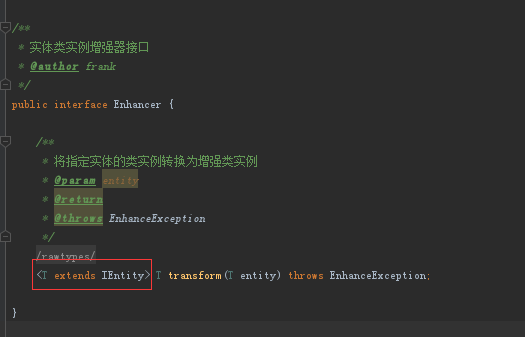 /**
* 实体类实例增强器接口
* @author frank
*/
public interface Enhancer {
/**
* 将指定实体的类实例转换为增强类实例
* @param entity
* @return
* @throws EnhanceException
*/
/rawtypes/
<T extends IEntity> T transform(T entity) throws EnhanceException;
}